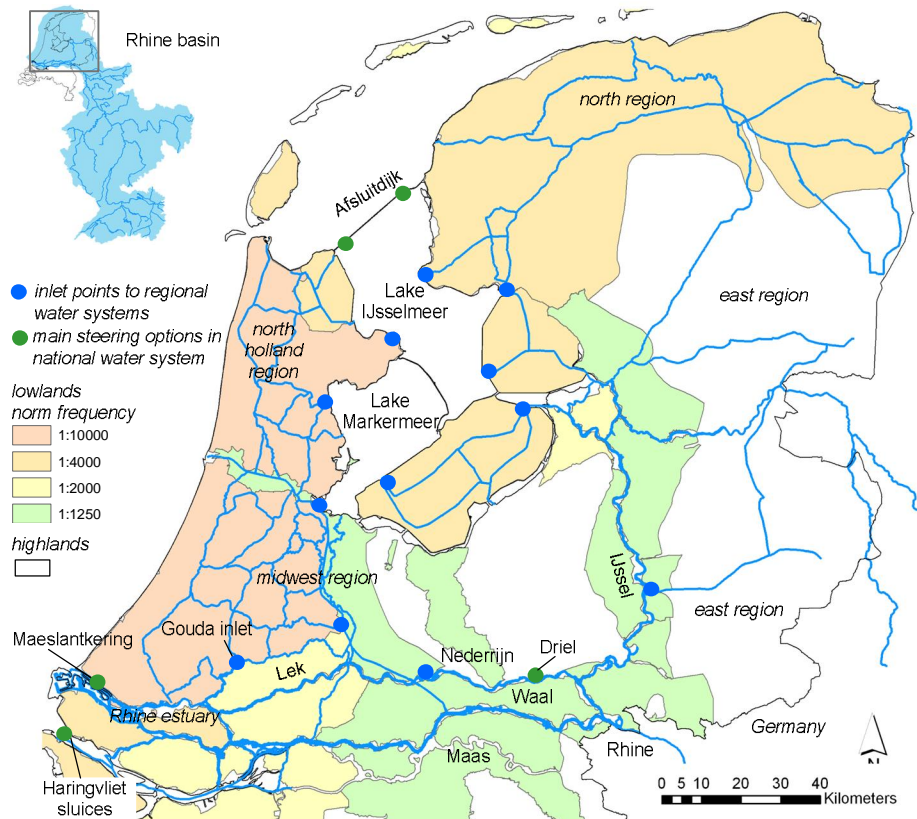 Rhine basin
north region
Afsluitdijk
inlet points to regional
water systems
main steering options in
national water system
Lake
IJsselmeer
east region
north
holland
region
Lake
Markermeer
lowlands
norm frequency
1:10000
1:4000
1:2000
1:1250
highlands
midwest region
IJssel
east region
Maeslantkering
Gouda inlet
Nederrijn
Driel
Lek
Waal
Rhine estuary
Germany
Rhine
Maas
N
Haringvliet
sluices
0 5 10 20 30 40
Kilometers